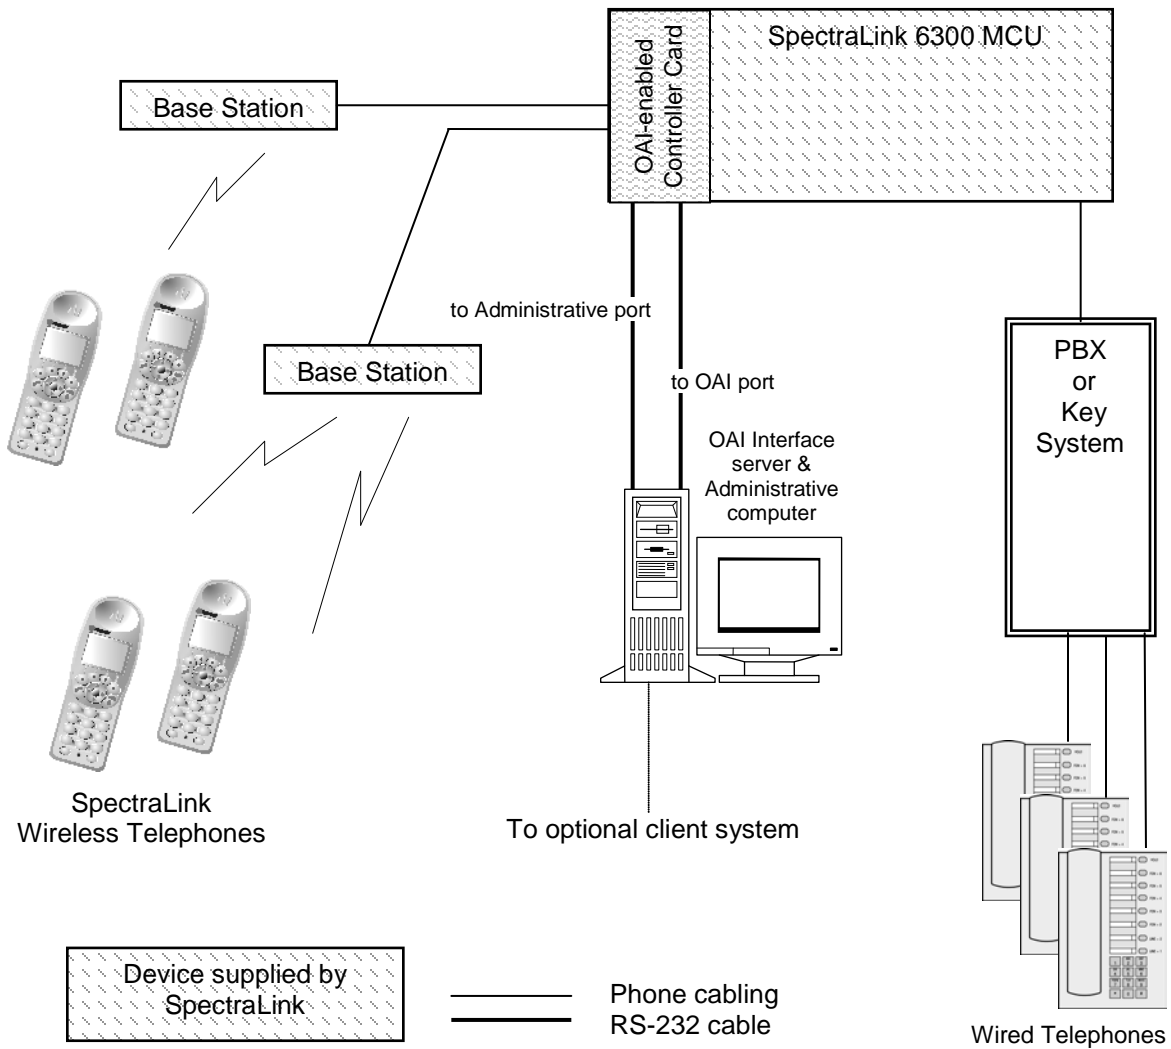 SpectraLink 6300 MCU
OAI-enabled
Controller Card
Base Station
to Administrative port
Base Station
to OAI port
PBX
or
Key
System
OAI Interface
server &
Administrative
computer
SpectraLink
Wireless Telephones
To optional client system
Device supplied by
SpectraLink
Phone cabling
RS-232 cable
Wired Telephones